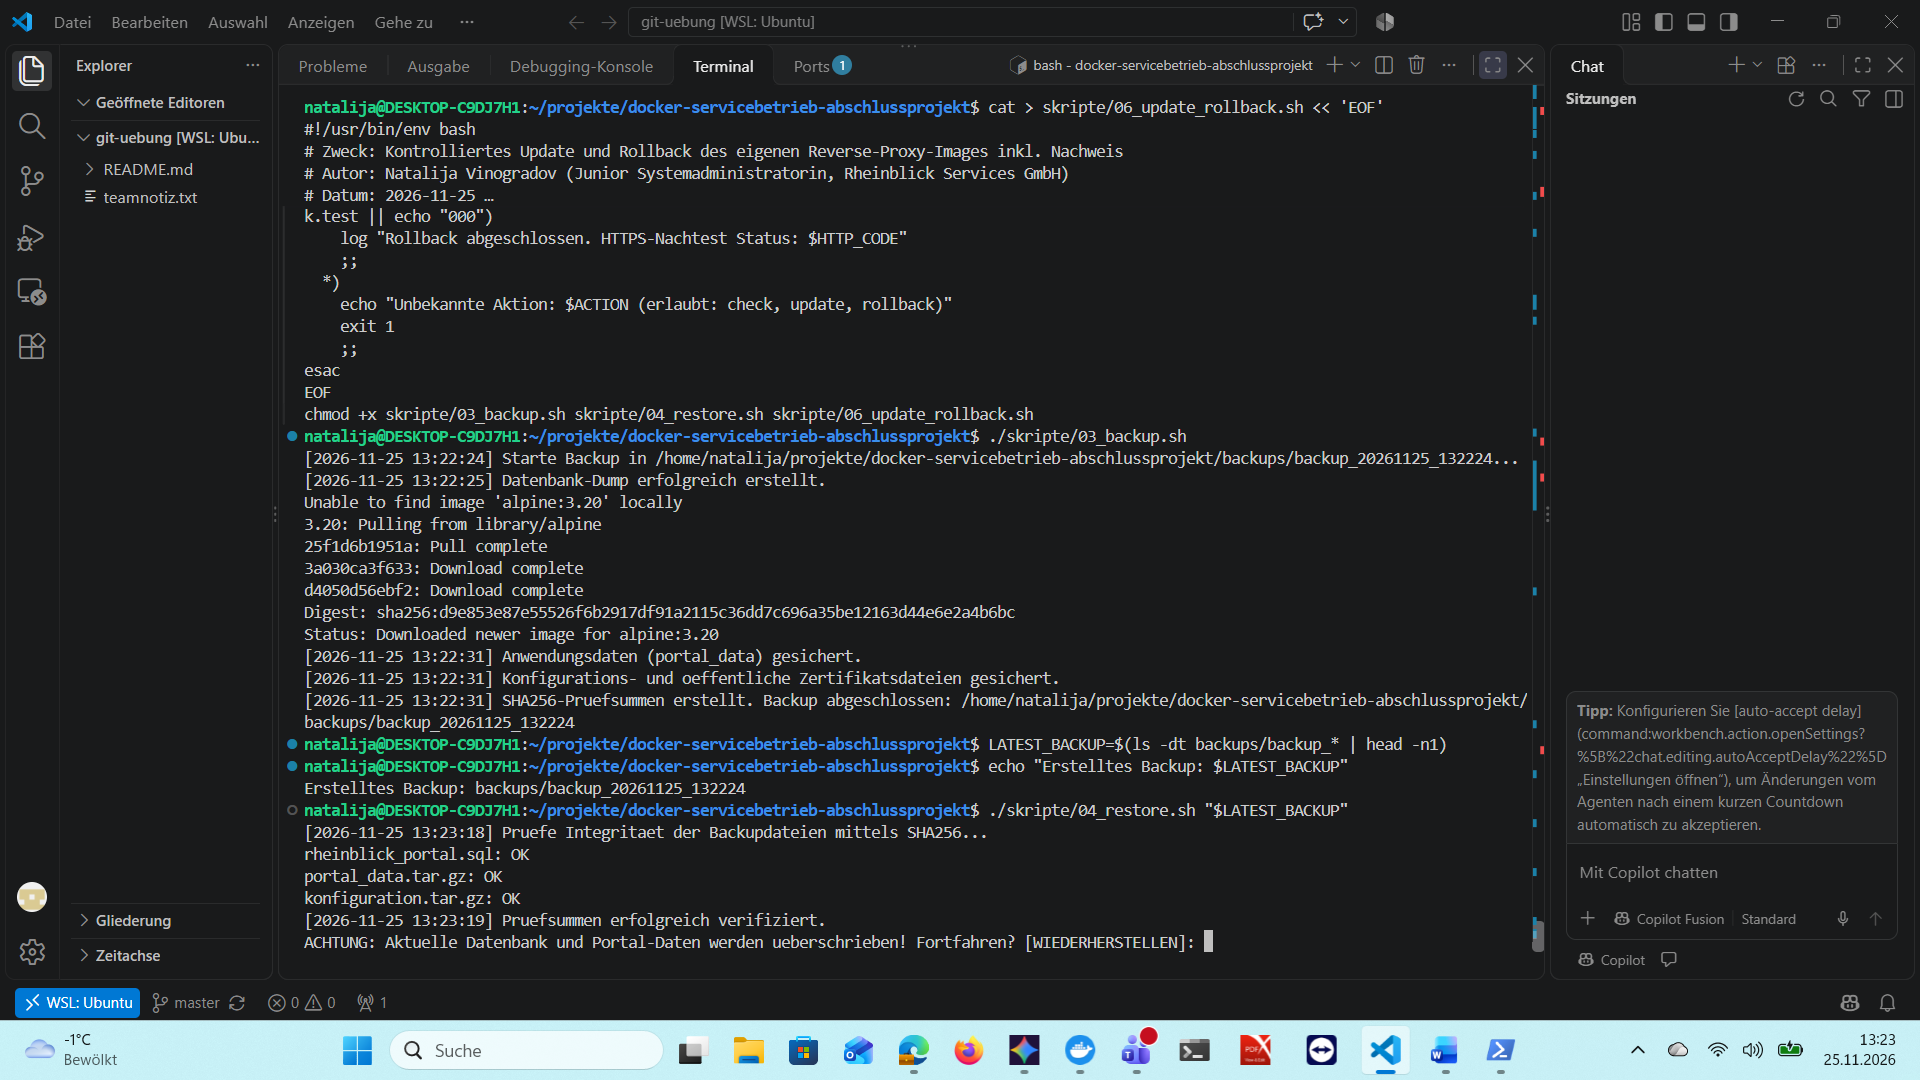 Datei Bearbeiten Auswahl Anzeigen Gehe zu ···
git-uebung [WSL: Ubuntu]
Explorer ···
Geöffnete Editoren
git-uebung [WSL: Ubu...
README.md
teamnotiz.txt
Gliederung
Zeitachse
Probleme Ausgabe Debugging-Konsole Terminal Ports 1
bash - docker-servicebetrieb-abschlussprojekt
natalija@DESKTOP-C9DJ7H1:~/projekte/docker-servicebetrieb-abschlussprojekt$ cat > skripte/06_update_rollback.sh << 'EOF'
#!/usr/bin/env bash
# Zweck: Kontrolliertes Update und Rollback des eigenen Reverse-Proxy-Images inkl. Nachweis
# Autor: Natalija Vinogradov (Junior Systemadministratorin, Rheinblick Services GmbH)
# Datum: 2026-11-25 …
k.test || echo "000")
    log "Rollback abgeschlossen. HTTPS-Nachtest Status: $HTTP_CODE"
    ;;
  *)
    echo "Unbekannte Aktion: $ACTION (erlaubt: check, update, rollback)"
    exit 1
    ;;
esac
EOF
chmod +x skripte/03_backup.sh skripte/04_restore.sh skripte/06_update_rollback.sh
natalija@DESKTOP-C9DJ7H1:~/projekte/docker-servicebetrieb-abschlussprojekt$ ./skripte/03_backup.sh
[2026-11-25 13:22:24] Starte Backup in /home/natalija/projekte/docker-servicebetrieb-abschlussprojekt/backups/backup_20261125_132224...
[2026-11-25 13:22:25] Datenbank-Dump erfolgreich erstellt.
Unable to find image 'alpine:3.20' locally
3.20: Pulling from library/alpine
25f1d6b1951a: Pull complete
3a030ca3f633: Download complete
d4050d56ebf2: Download complete
Digest: sha256:d9e853e87e55526f6b2917df91a2115c36dd7c696a35be12163d44e6e2a4b6bc
Status: Downloaded newer image for alpine:3.20
[2026-11-25 13:22:31] Anwendungsdaten (portal_data) gesichert.
[2026-11-25 13:22:31] Konfigurations- und oeffentliche Zertifikatsdateien gesichert.
[2026-11-25 13:22:31] SHA256-Pruefsummen erstellt. Backup abgeschlossen: /home/natalija/projekte/docker-servicebetrieb-abschlussprojekt/
backups/backup_20261125_132224
natalija@DESKTOP-C9DJ7H1:~/projekte/docker-servicebetrieb-abschlussprojekt$ LATEST_BACKUP=$(ls -dt backups/backup_* | head -n1)
natalija@DESKTOP-C9DJ7H1:~/projekte/docker-servicebetrieb-abschlussprojekt$ echo "Erstelltes Backup: $LATEST_BACKUP"
Erstelltes Backup: backups/backup_20261125_132224
natalija@DESKTOP-C9DJ7H1:~/projekte/docker-servicebetrieb-abschlussprojekt$ ./skripte/04_restore.sh "$LATEST_BACKUP"
[2026-11-25 13:23:18] Pruefe Integritaet der Backupdateien mittels SHA256...
rheinblick_portal.sql: OK
portal_data.tar.gz: OK
konfiguration.tar.gz: OK
[2026-11-25 13:23:19] Pruefsummen erfolgreich verifiziert.
ACHTUNG: Aktuelle Datenbank und Portal-Daten werden ueberschrieben! Fortfahren? [WIEDERHERSTELLEN]:
Chat
Sitzungen
Tipp: Konfigurieren Sie [auto-accept delay]
(command:workbench.action.openSettings?
%5B%22chat.editing.autoAcceptDelay%22%5D
„Einstellungen öffnen“), um Änderungen vom
Agenten nach einem kurzen Countdown
automatisch zu akzeptieren.
Mit Copilot chatten
Copilot Fusion Standard
Copilot
WSL: Ubuntu master 0 0 1
-1°C
Bewölkt
Suche
13:23
25.11.2026